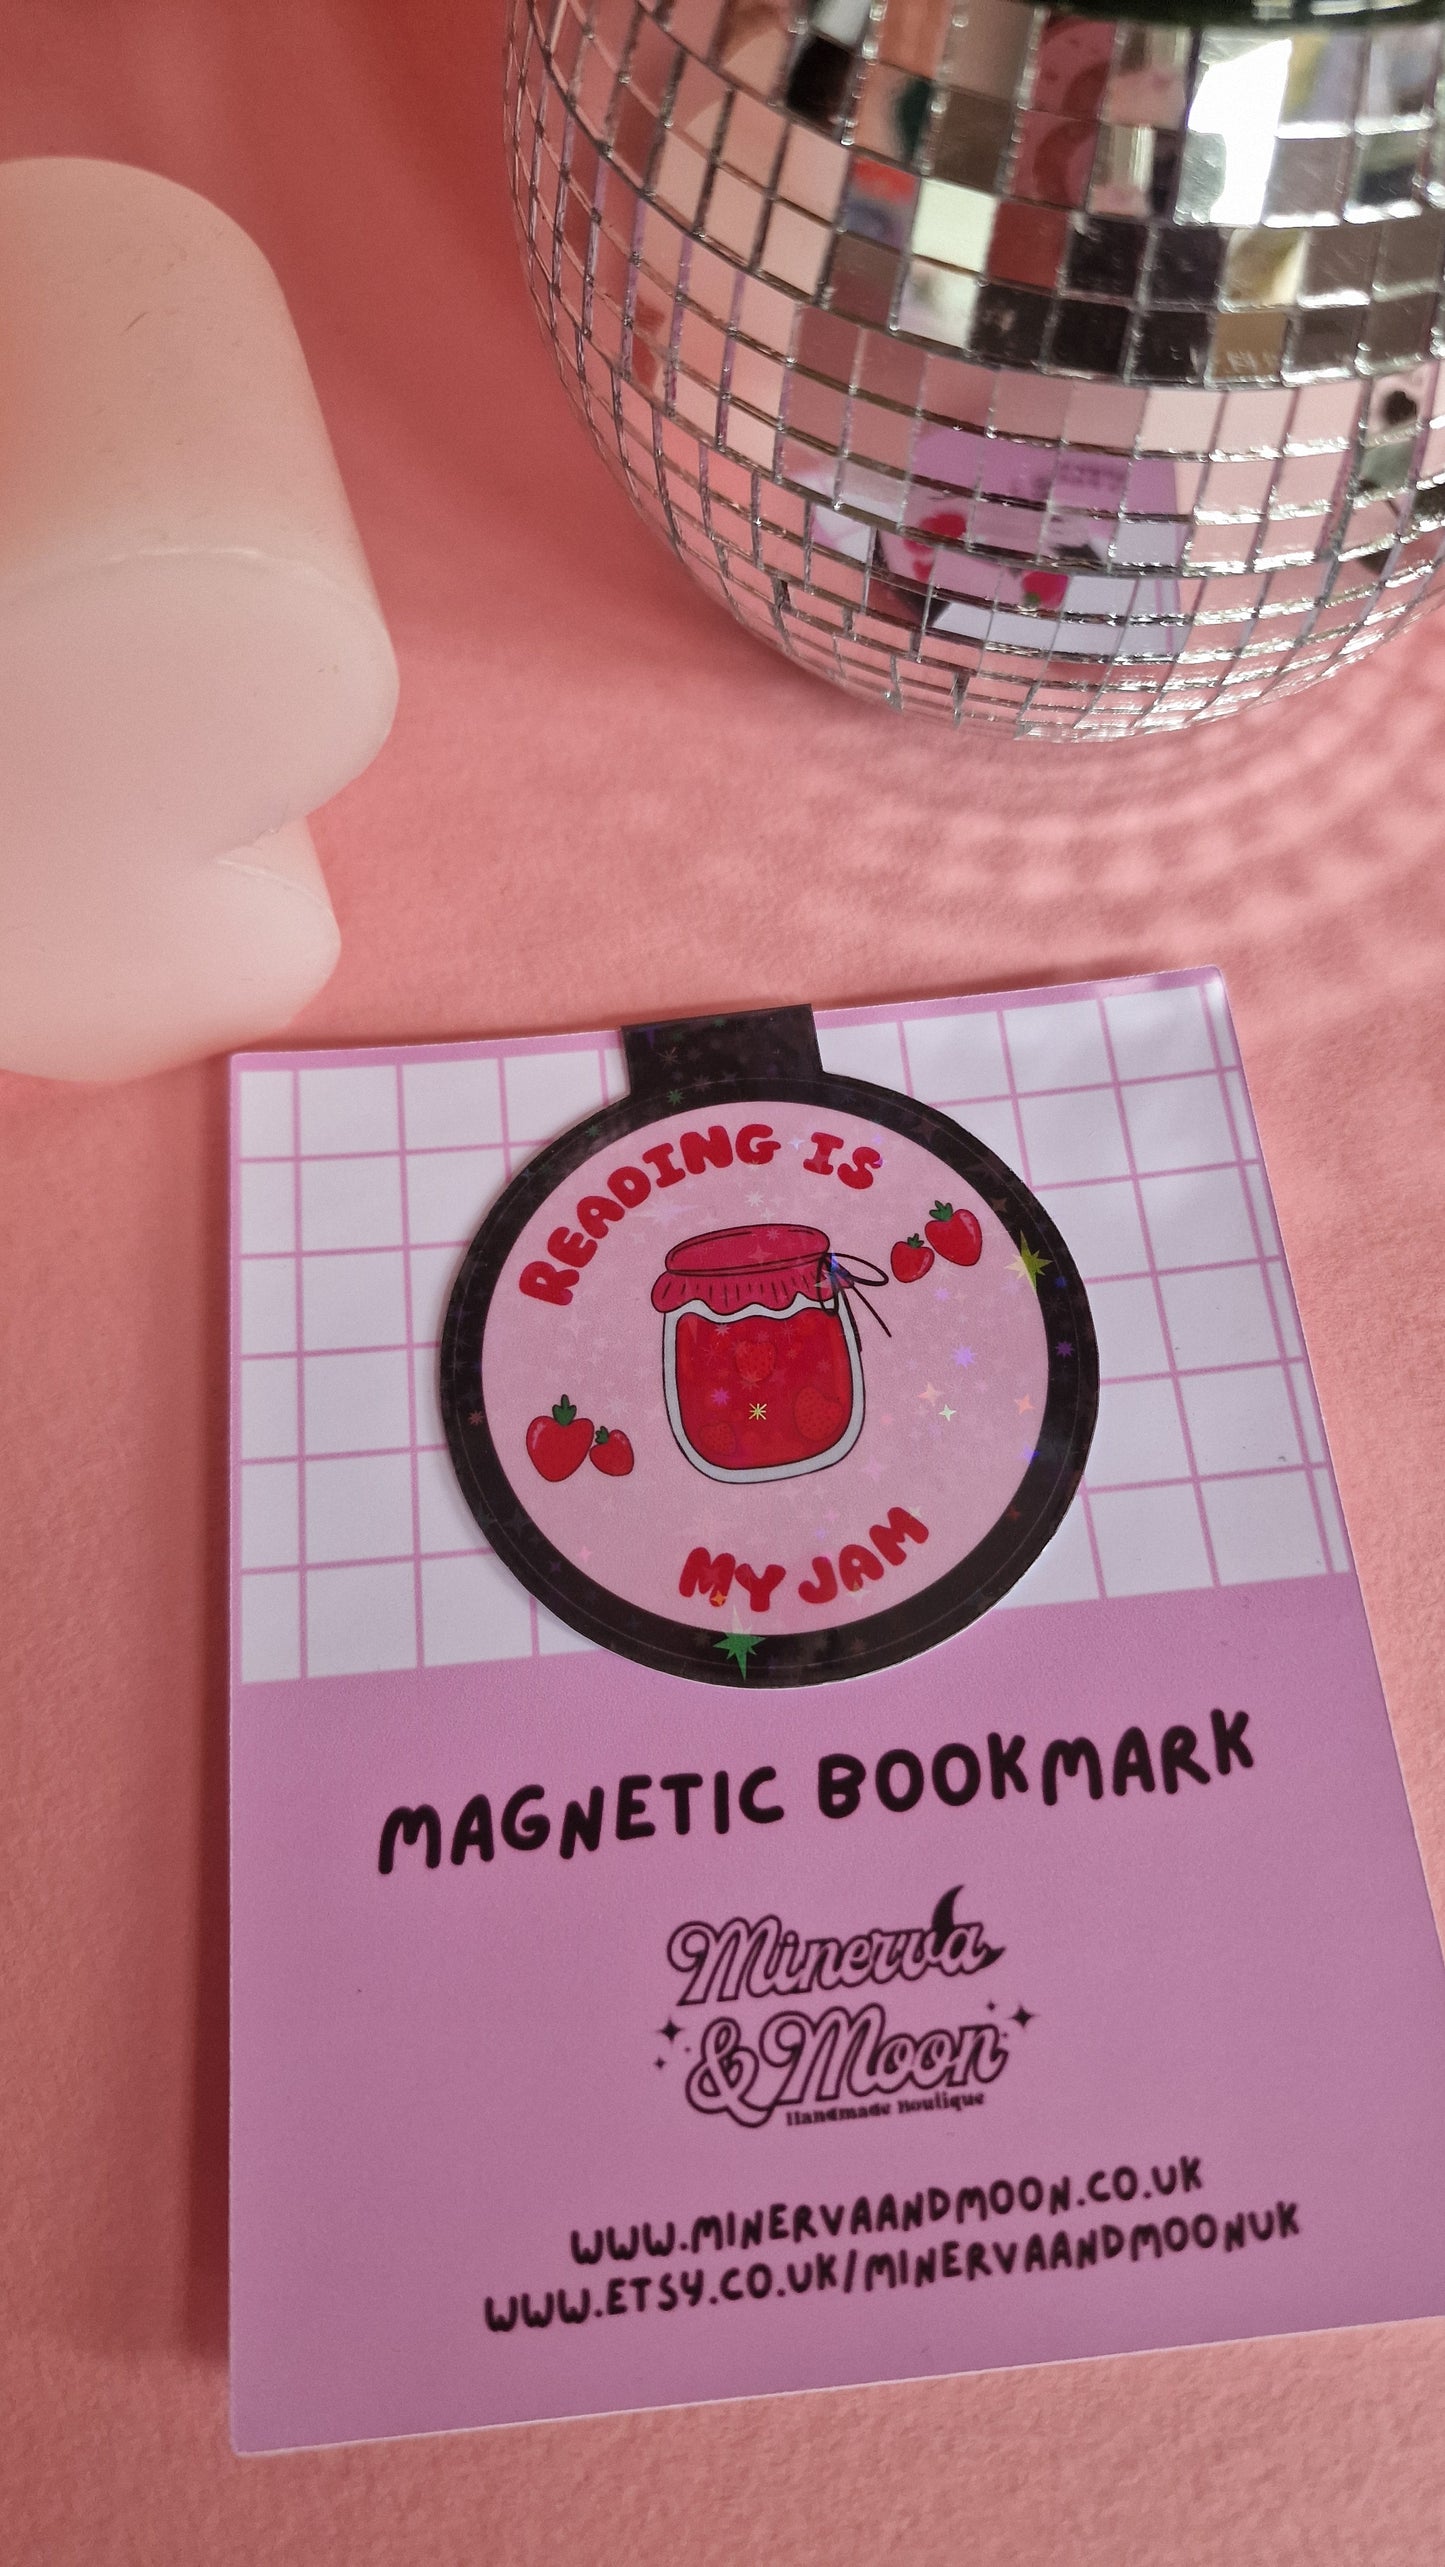 READING IS
MY JAM
MAGNETIC BOOKMARK
Minerva
& Moon
Handmade Boutique
WWW.MINERVAANDMOON.CO.UK
WWW.ETSY.CO.UK/MINERVAANDMOONUK